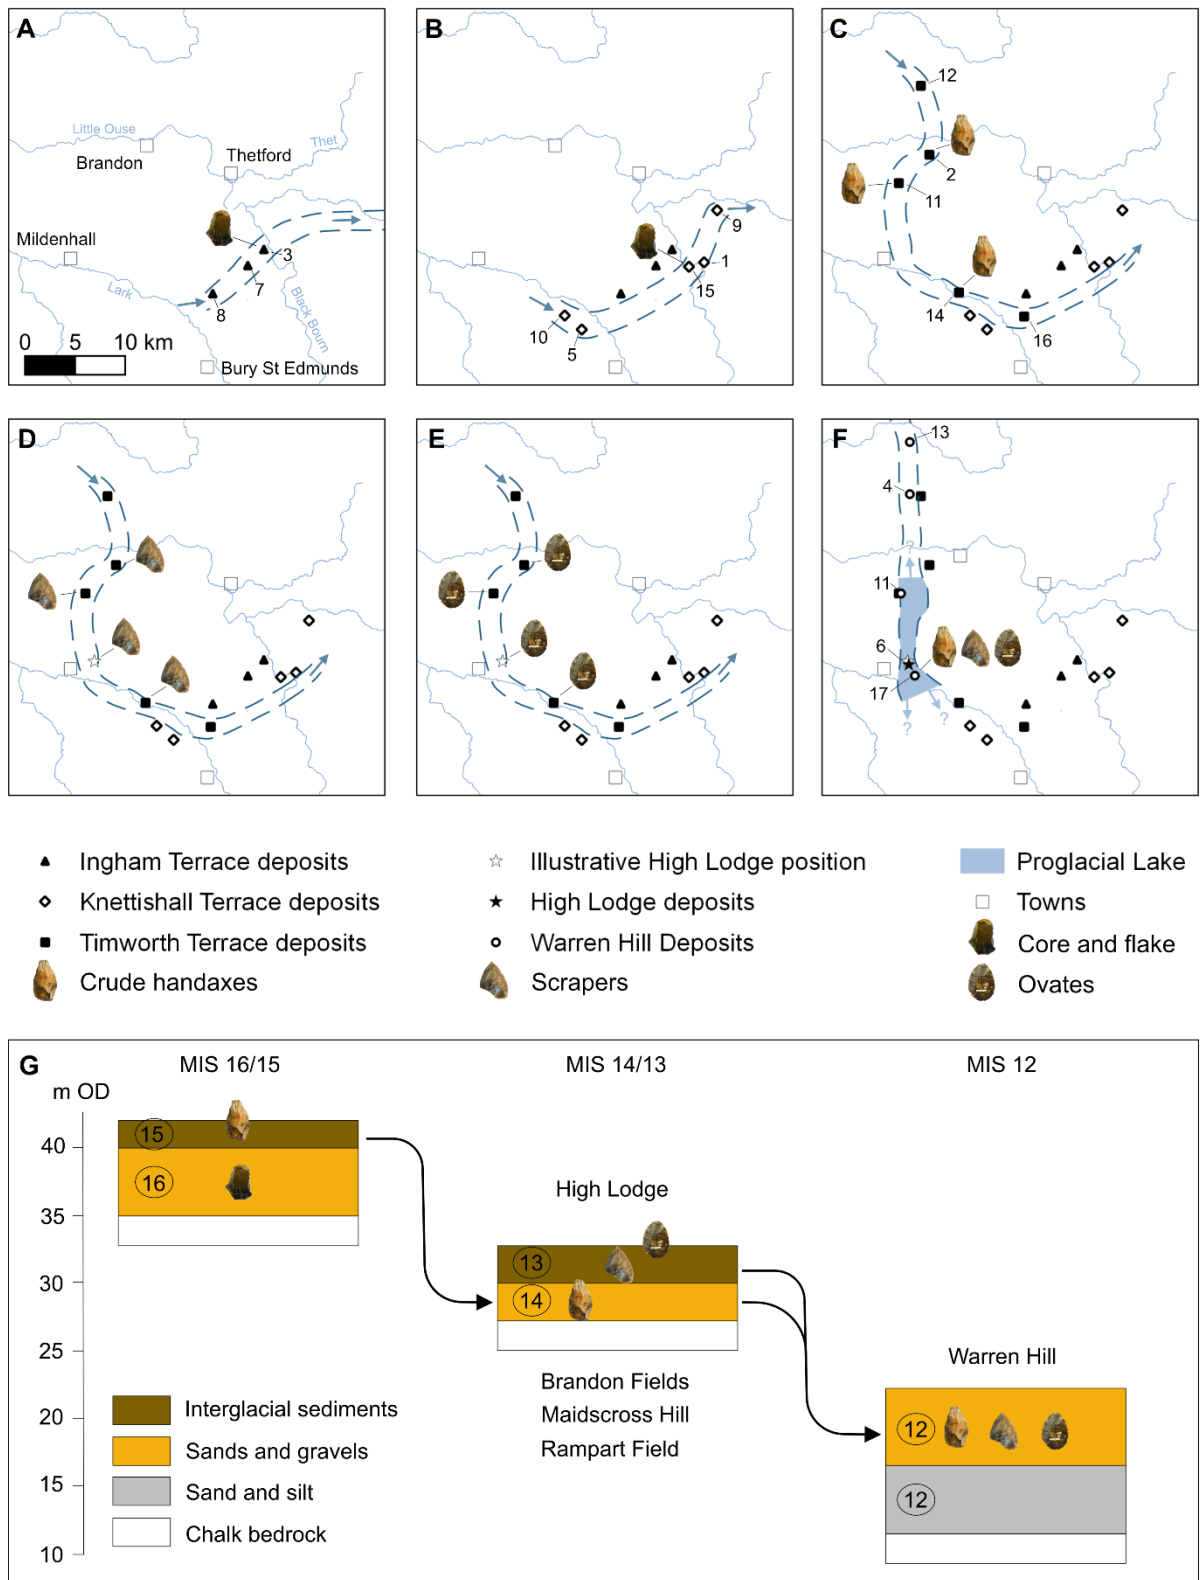 A
Little Ouse
Brandon
Thetford
Thet
Mildenhall
Lark
3
7
8
Black Bourn
0 5 10 km
Bury St Edmunds
B
9
1
15
10
5
C
12
2
11
14
16
D
E
F
13
4
?
11
6
17
?
?
Ingham Terrace deposits
Knettishall Terrace deposits
Timworth Terrace deposits
Crude handaxes
Illustrative High Lodge position
High Lodge deposits
Warren Hill Deposits
Scrapers
Proglacial Lake
Towns
Core and flake
Ovates
G
MIS 16/15
MIS 14/13
MIS 12
m OD
40
35
30
25
20
15
10
15
16
High Lodge
13
14
Brandon Fields
Maidscross Hill
Rampart Field
Warren Hill
12
12
Interglacial sediments
Sands and gravels
Sand and silt
Chalk bedrock